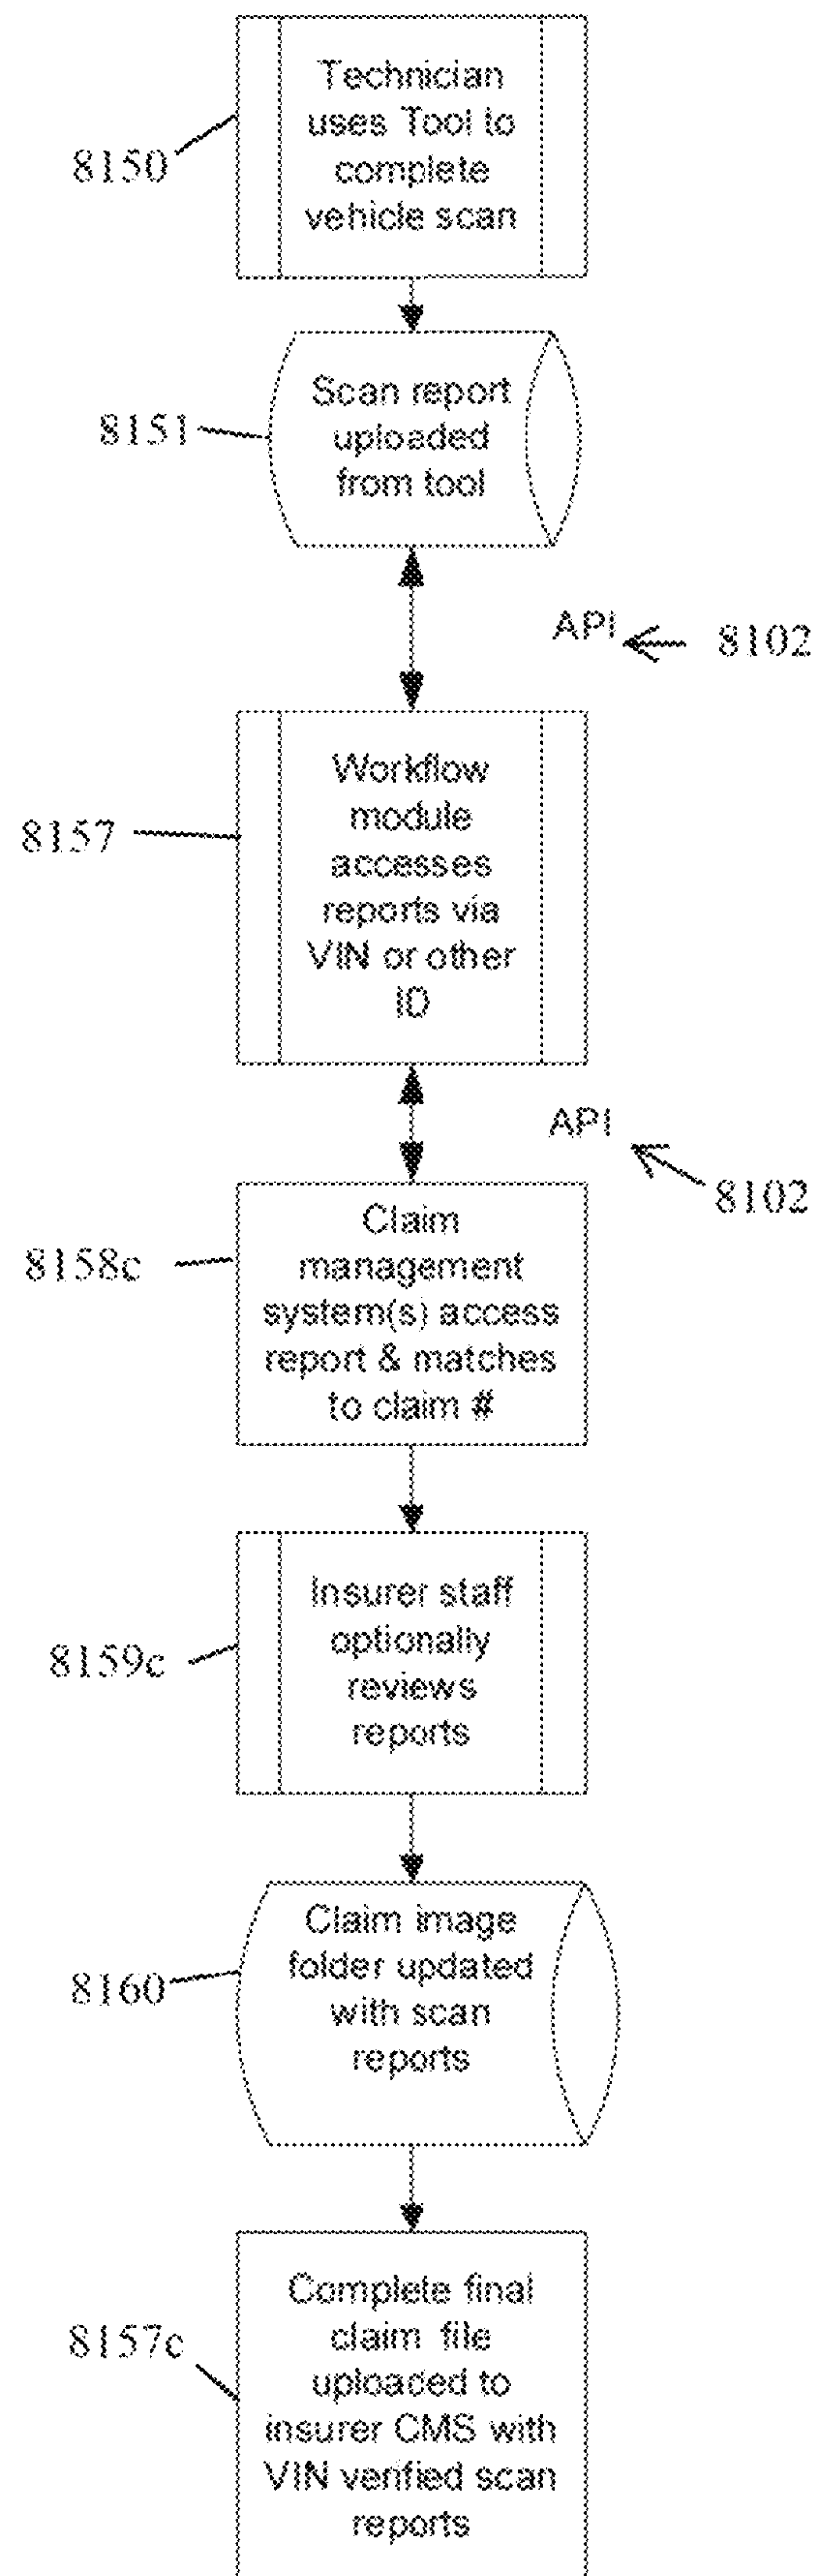 Technician
uses Tool to
complete
vehicle scan
8150
Scan report
uploaded
from tool
8151
API
8102
Workflow
module
accesses
reports via
VIN or other
ID
8157
API
8102
Claim
management
system(s) access
report & matches
to claim #
8158c
Insurer staff
optionally
reviews
reports
8159c
Claim image
folder updated
with scan
reports
8160
Complete final
claim file
uploaded to
insurer CMS with
VIN verified scan
reports
8157c